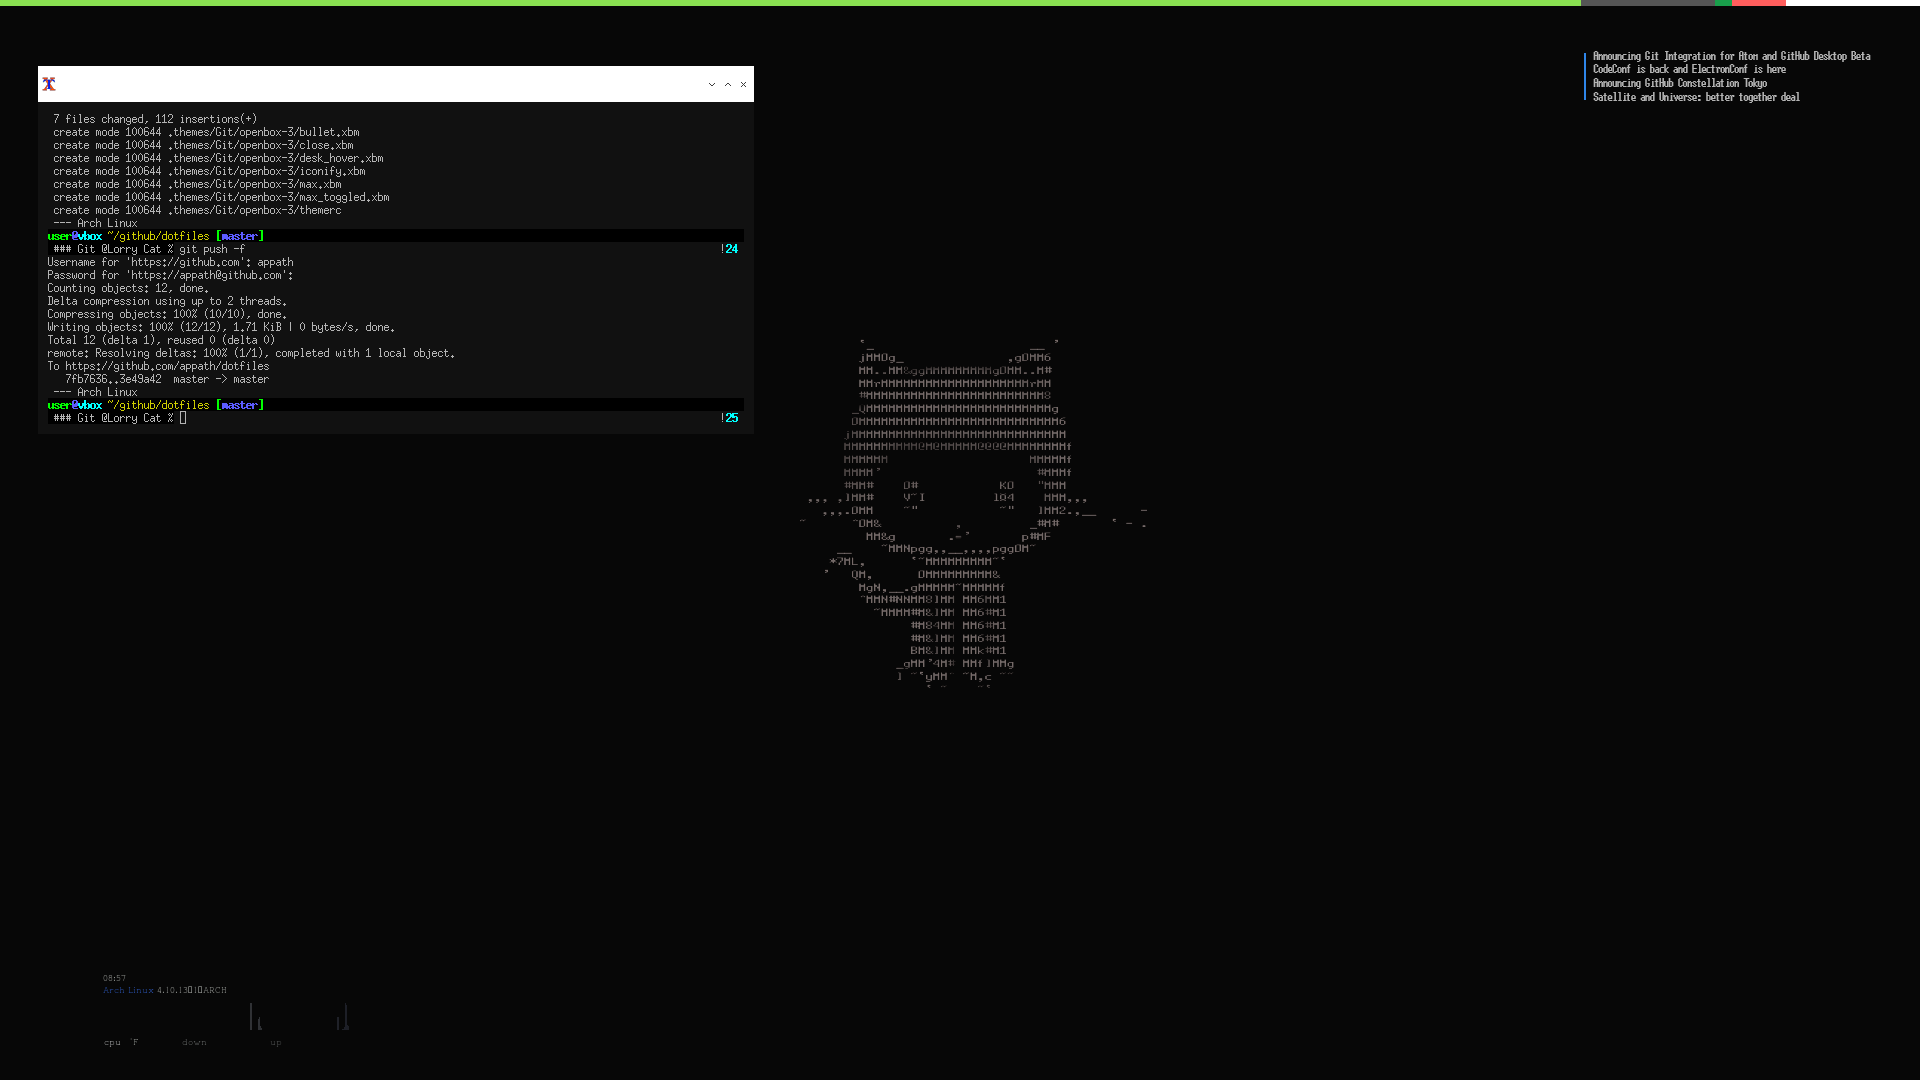 7 files changed, 112 insertions(+)
create mode 100644 .themes/Git/openbox-3/bullet.xbm
create mode 100644 .themes/Git/openbox-3/close.xbm
create mode 100644 .themes/Git/openbox-3/desk_hover.xbm
create mode 100644 .themes/Git/openbox-3/iconify.xbm
create mode 100644 .themes/Git/openbox-3/max.xbm
create mode 100644 .themes/Git/openbox-3/max_toggled.xbm
create mode 100644 .themes/Git/openbox-3/themerc
--- Arch Linux
user@vbox ~/github/dotfiles [master]
### Git @Lorry Cat % git push -f !24
Username for 'https://github.com': appath
Password for 'https://appath@github.com':
Counting objects: 12, done.
Delta compression using up to 2 threads.
Compressing objects: 100% (10/10), done.
Writing objects: 100% (12/12), 1.71 KiB | 0 bytes/s, done.
Total 12 (delta 1), reused 0 (delta 0)
remote: Resolving deltas: 100% (1/1), completed with 1 local object.
To https://github.com/appath/dotfiles
7fb7636..3e49a42 master -> master
--- Arch Linux
user@vbox ~/github/dotfiles [master]
### Git @Lorry Cat % !25
Announcing Git Integration for Atom and GitHub Desktop Beta
CodeConf is back and ElectronConf is here
Announcing GitHub Constellation Tokyo
Satellite and Universe: better together deal
08:57
Arch Linux 4.10.13▯1▯ARCH
cpu °F down up